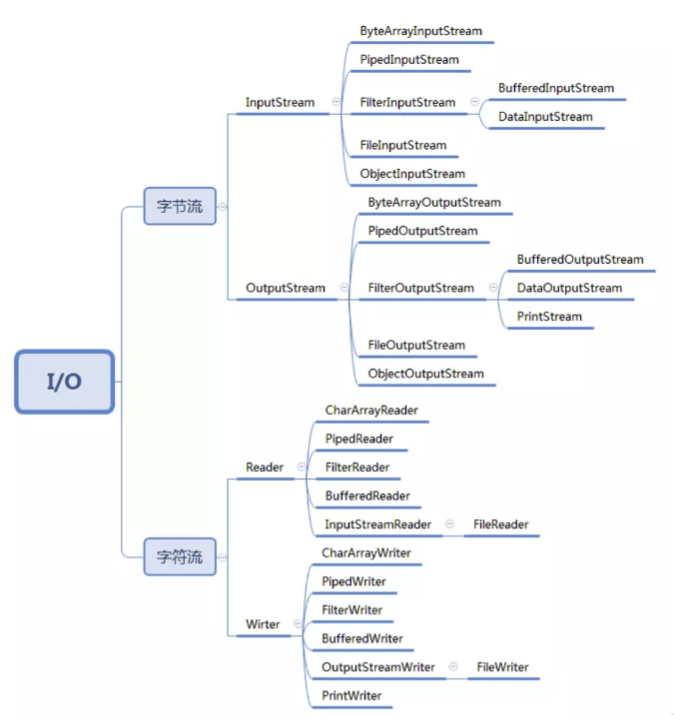 I/O
字节流
InputStream
ByteArrayInputStream
PipedInputStream
FilterInputStream
BufferedInputStream
DataInputStream
FileInputStream
ObjectInputStream
OutputStream
ByteArrayOutputStream
PipedOutputStream
FilterOutputStream
BufferedOutputStream
DataOutputStream
PrintStream
FileOutputStream
ObjectOutputStream
字符流
Reader
CharArrayReader
PipedReader
FilterReader
BufferedReader
InputStreamReader
FileReader
Wirter
CharArrayWriter
PipedWriter
FilterWriter
BufferedWriter
OutputStreamWriter
FileWriter
PrintWriter